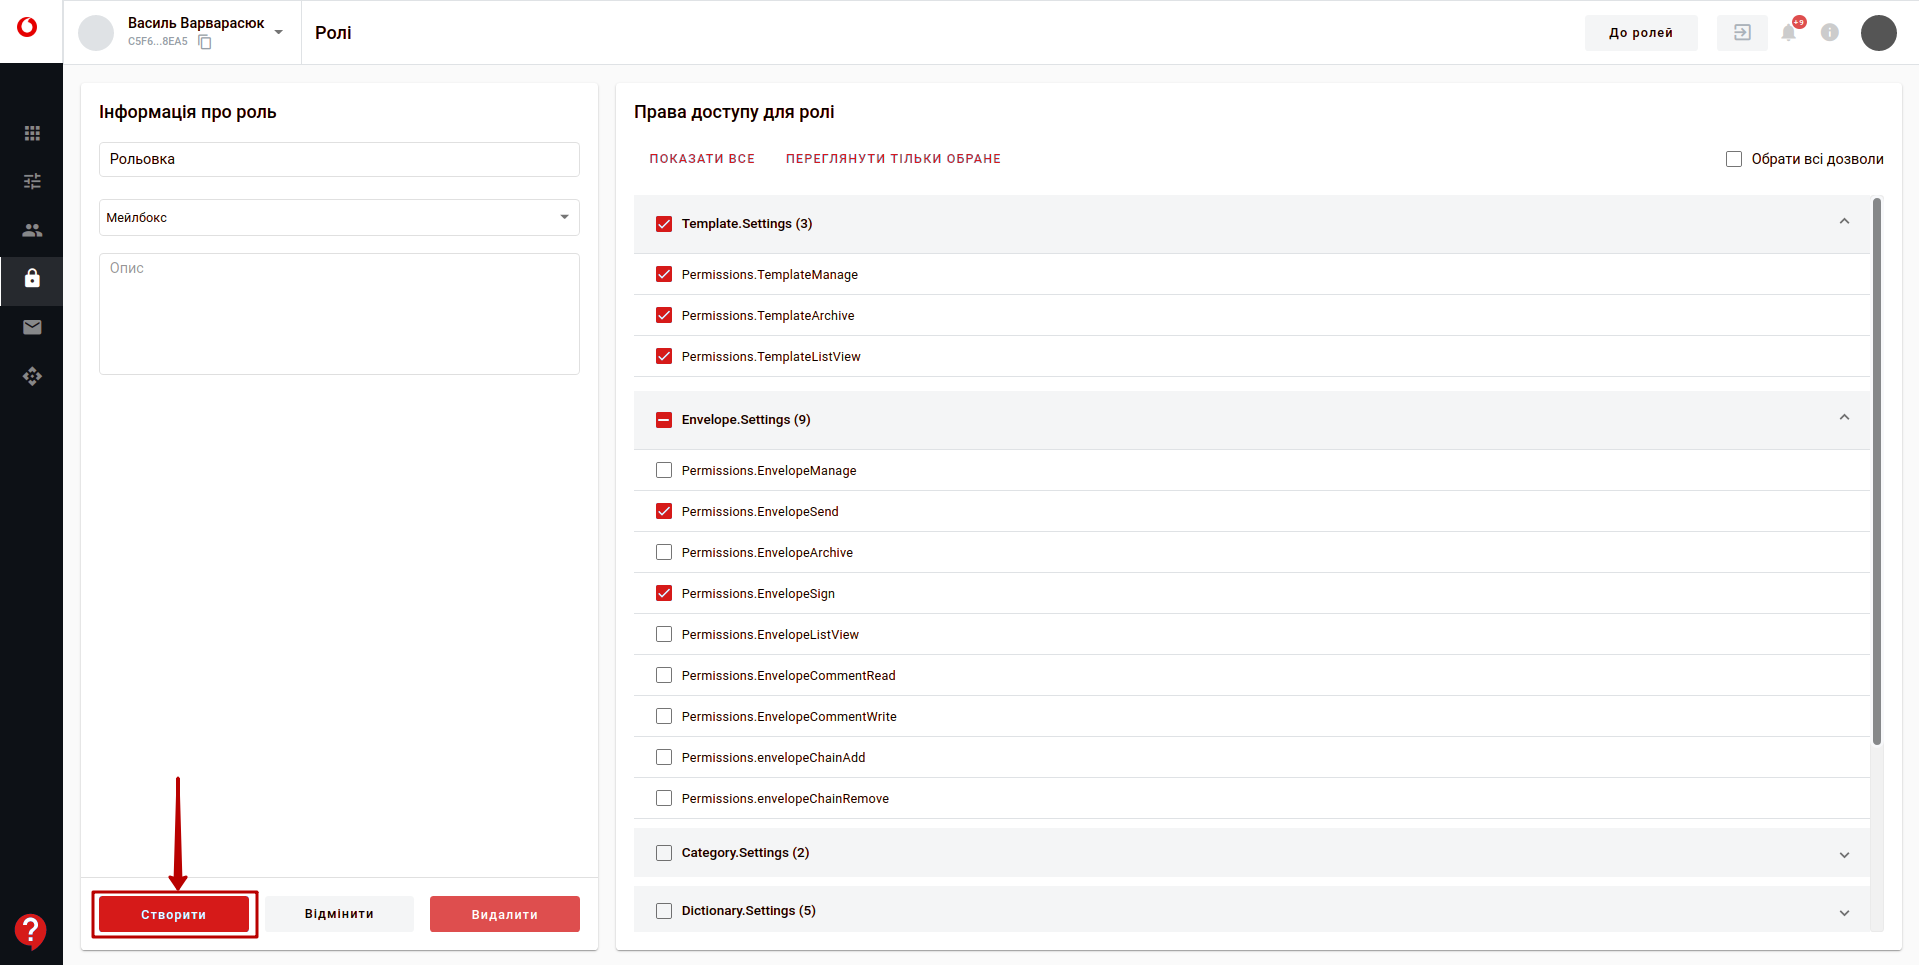 Василь Варварасюк
C5F6...8EA5
Ролі
До ролей
+9
Інформація про роль
Рольовка
Мейлбокс
Опис
Створити
Відмінити
Видалити
Права доступу для ролі
ПОКАЗАТИ ВСЕ
ПЕРЕГЛЯНУТИ ТІЛЬКИ ОБРАНЕ
Обрати всі дозволи
Template.Settings (3)
Permissions.TemplateManage
Permissions.TemplateArchive
Permissions.TemplateListView
Envelope.Settings (9)
Permissions.EnvelopeManage
Permissions.EnvelopeSend
Permissions.EnvelopeArchive
Permissions.EnvelopeSign
Permissions.EnvelopeListView
Permissions.EnvelopeCommentRead
Permissions.EnvelopeCommentWrite
Permissions.envelopeChainAdd
Permissions.envelopeChainRemove
Category.Settings (2)
Dictionary.Settings (5)